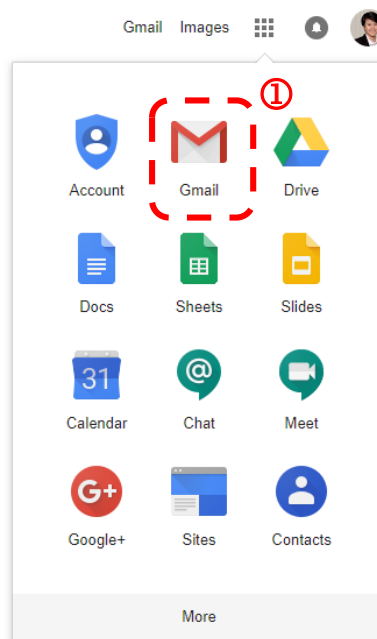 Gmail Images
①
Account Gmail Drive
Docs Sheets Slides
31
@
Calendar Chat Meet
G+
Google+ Sites Contacts
More